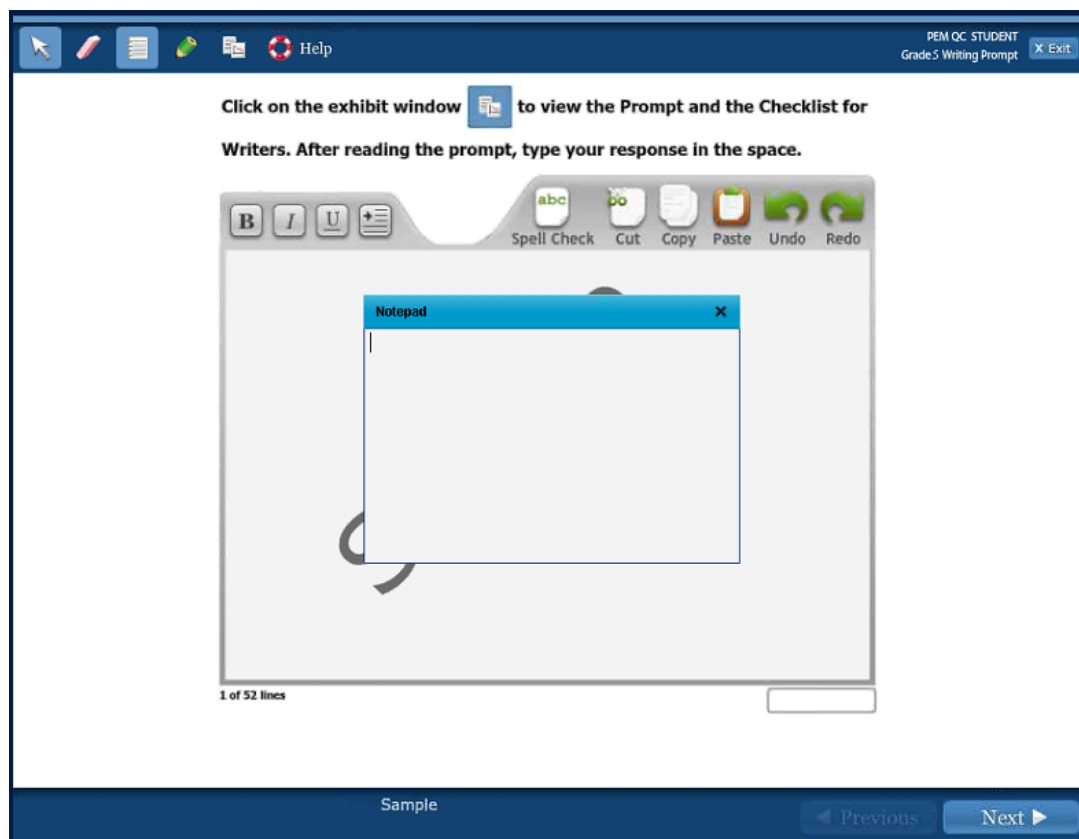 Help
PEM QC STUDENT
Grade 5 Writing Prompt
X Exit
Click on the exhibit window to view the Prompt and the Checklist for
Writers. After reading the prompt, type your response in the space.
B I U
abc
Spell Check Cut Copy Paste Undo Redo
Notepad
1 of 52 lines
Sample
Previous
Next